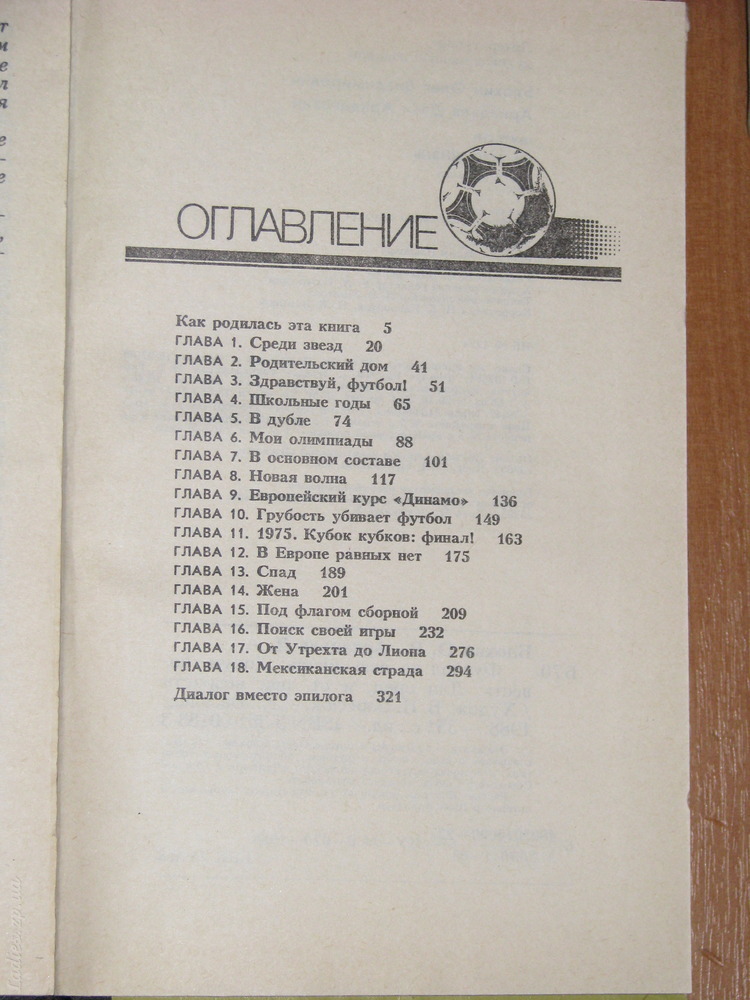 ОГЛАВЛЕНИЕ
Как родилась эта книга 5
ГЛАВА 1. Среди звезд 20
ГЛАВА 2. Родительский дом 41
ГЛАВА 3. Здравствуй, футбол! 51
ГЛАВА 4. Школьные годы 65
ГЛАВА 5. В дубле 74
ГЛАВА 6. Мои олимпиады 88
ГЛАВА 7. В основном составе 101
ГЛАВА 8. Новая волна 117
ГЛАВА 9. Европейский курс «Динамо» 136
ГЛАВА 10. Грубость убивает футбол 149
ГЛАВА 11. 1975. Кубок кубков: финал! 163
ГЛАВА 12. В Европе равных нет 175
ГЛАВА 13. Спад 189
ГЛАВА 14. Жена 201
ГЛАВА 15. Под флагом сборной 209
ГЛАВА 16. Поиск своей игры 232
ГЛАВА 17. От Утрехта до Лиона 276
ГЛАВА 18. Мексиканская страда 294
Диалог вместо эпилога 321